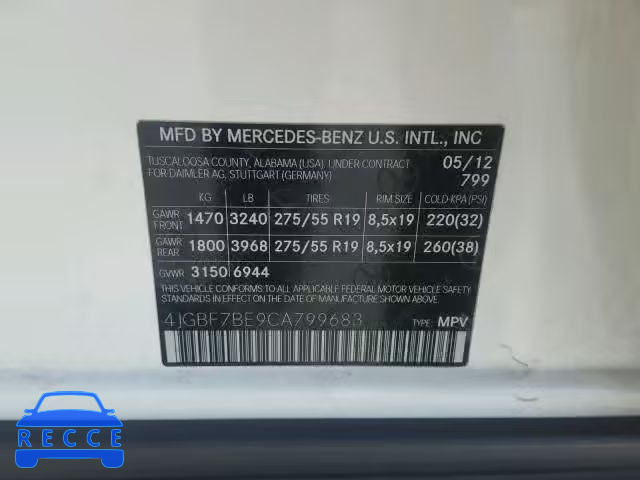 MFD BY MERCEDES-BENZ U.S. INTL., INC
TUSCALOOSA COUNTY, ALABAMA (USA). UNDER CONTRACT 05/12
FOR DAIMLER AG, STUTTGART (GERMANY) 799
KG LB TIRES RIM SIZE COLD-KPA (PSI)
GAWR FRONT 1470 3240 275/55 R19 8,5x19 220(32)
GAWR REAR 1800 3968 275/55 R19 8,5x19 260(38)
GVWR 3150 6944
THIS VEHICLE CONFORMS TO ALL APPLICABLE FEDERAL MOTOR VEHICLE SAFETY
STANDARDS IN EFFECT ON THE DATE OF MANUFACTURE SHOWN ABOVE.
4JGBF7BE9CA799683 TYPE: MPV
RECCE